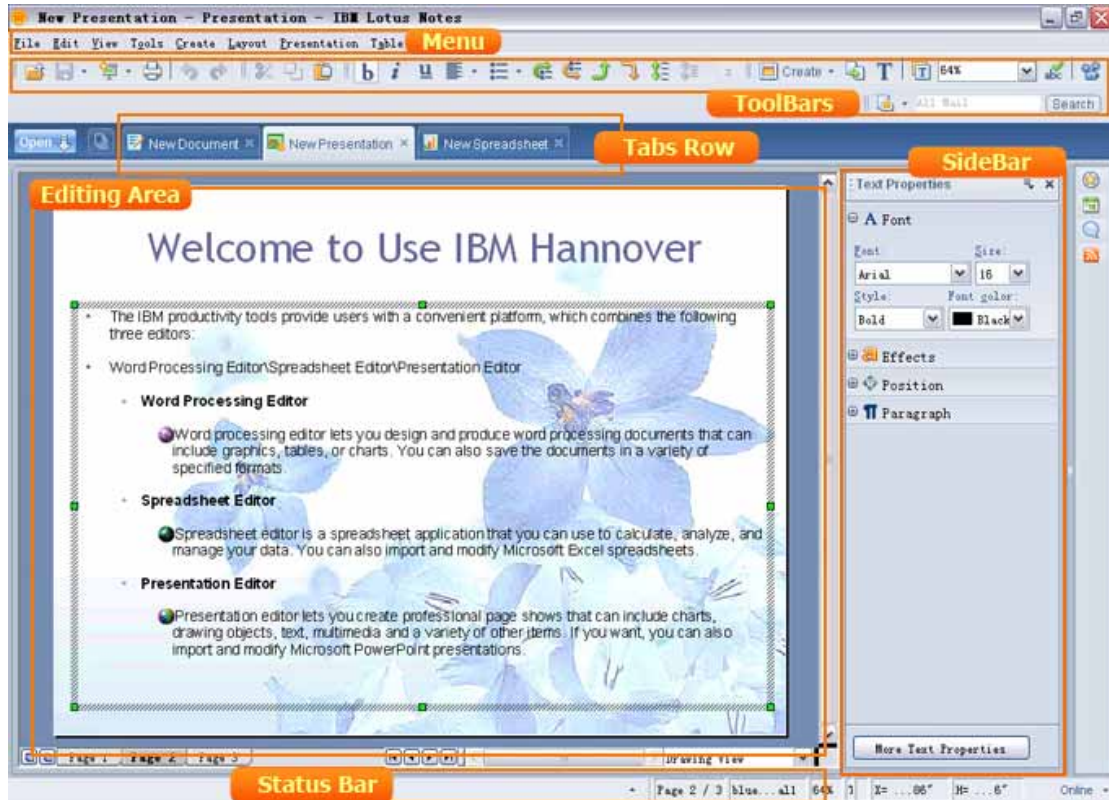 New Presentation - Presentation - IBM Lotus Notes
File Edit View Tools Create Layout Presentation Table
Menu
b i u Create T T 64%
ToolBars
All Mail Search
Open New Document New Presentation New Spreadsheet
Tabs Row
SideBar
Editing Area
Text Properties
A Font
Font: Size:
Arial 16
Style: Font color:
Bold Black
Effects
Position
Paragraph
More Text Properties
Welcome to Use IBM Hannover
• The IBM productivity tools provide users with a convenient platform, which combines the following
three editors:
• Word Processing Editor\Spreadsheet Editor\Presentation Editor
• Word Processing Editor
Word processing editor lets you design and produce word processing documents that can
include graphics, tables, or charts. You can also save the documents in a variety of
specified formats.
• Spreadsheet Editor
Spreadsheet editor is a spreadsheet application that you can use to calculate, analyze, and
manage your data. You can also import and modify Microsoft Excel spreadsheets.
• Presentation Editor
Presentation editor lets you create professional page shows that can include charts,
drawing objects, text, multimedia and a variety of other items. If you want, you can also
import and modify Microsoft PowerPoint presentations.
Page 1 Page 2 Page 3 Drawing View
Status Bar
Page 2 / 3 blue...all 64% X= ...86" H= ...6" Online